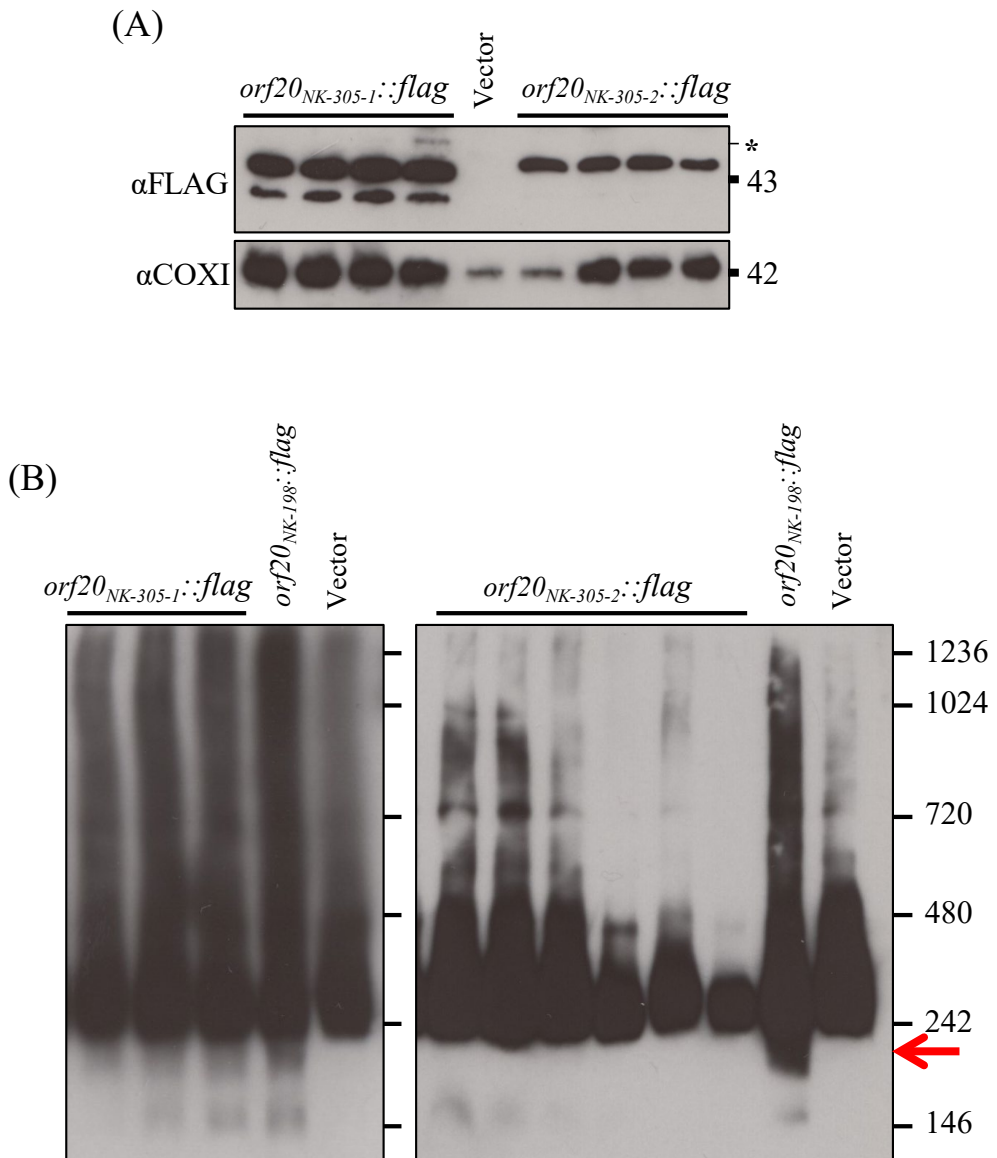 (A)
orf20NK-305-1::flag Vector orf20NK-305-2::flag
αFLAG
*
43
αCOXI
42
(B)
orf20NK-305-1::flag orf20NK-198::flag Vector orf20NK-305-2::flag orf20NK-198::flag Vector
1236
1024
720
480
242
146